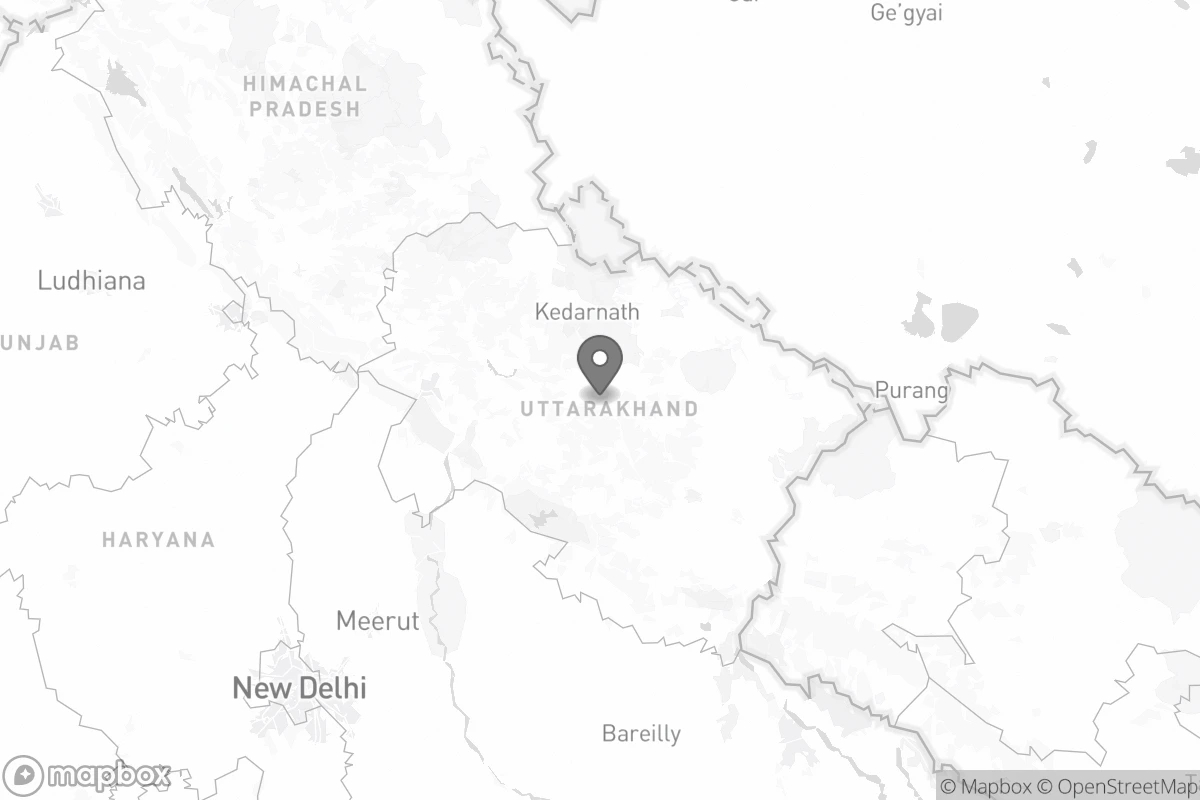 Ge'gyai
HIMACHAL
PRADESH
Ludhiana
Kedarnath
UNJAB
Purang
UTTARAKHAND
HARYANA
Meerut
New Delhi
Bareilly
mapbox
© Mapbox © OpenStreetMap